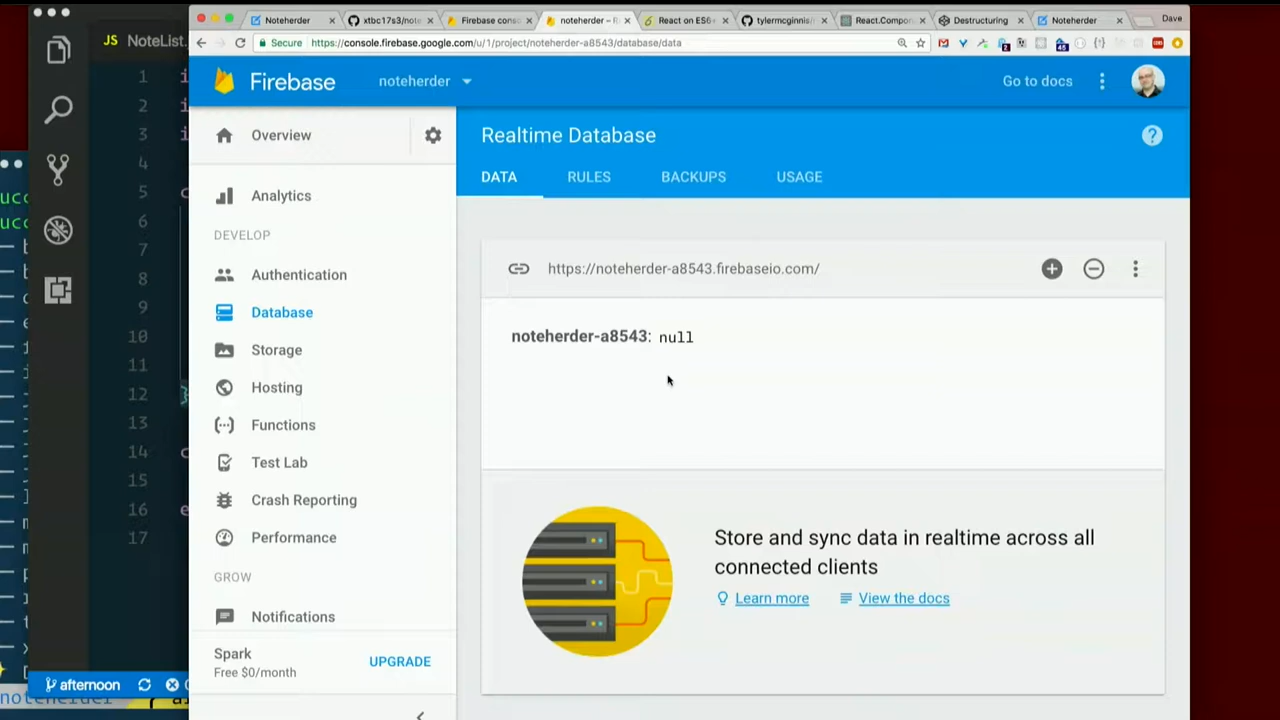 Noteherder
xtbc17s3/note
Firebase cons
noteherder – R
React on ES6+
tylermcginnis/
React.Compon
Destructuring
Noteherder
Dave
Secure
https://console.firebase.google.com/u/1/project/noteherder-a8543/database/data
JS NoteList.
1
2
3
4
5
6
7
8
9
10
11
12
13
14
15
16
17
afternoon
Firebase
noteherder
Go to docs
Overview
Analytics
DEVELOP
Authentication
Database
Storage
Hosting
Functions
Test Lab
Crash Reporting
Performance
GROW
Notifications
Spark
Free $0/month
UPGRADE
Realtime Database
DATA RULES BACKUPS USAGE
https://noteherder-a8543.firebaseio.com/
noteherder-a8543: null
Store and sync data in realtime across all
connected clients
Learn more
View the docs